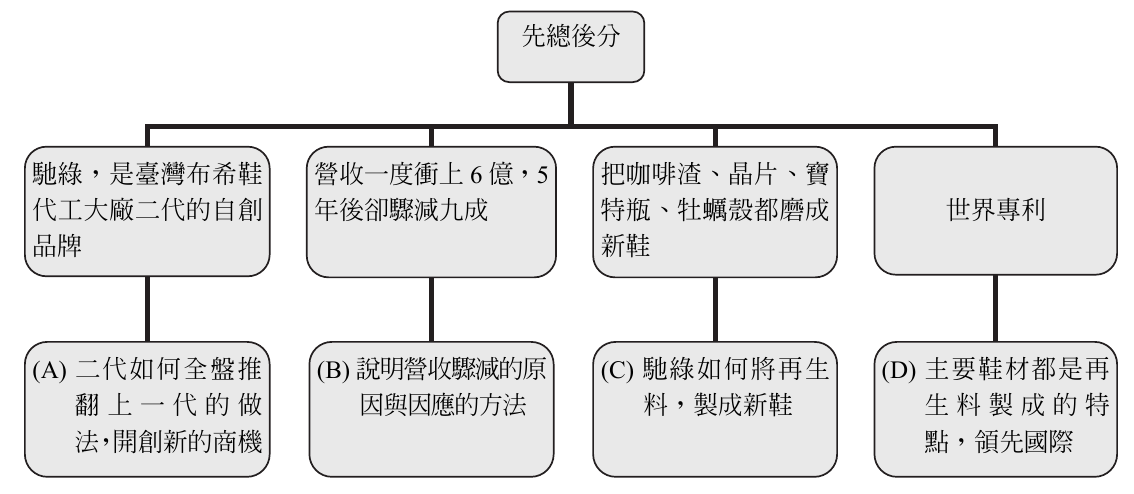 先總後分
馳綠，是臺灣布希鞋
代工大廠二代的自創
品牌
營收一度衝上 6 億，5
年後卻驟減九成
把咖啡渣、晶片、寶
特瓶、牡蠣殼都磨成
新鞋
世界專利
(A) 二代如何全盤推
翻上一代的做
法，開創新的商機
(B) 說明營收驟減的原
因與因應的方法
(C) 馳綠如何將再生
料，製成新鞋
(D) 主要鞋材都是再
生料製成的特
點，領先國際